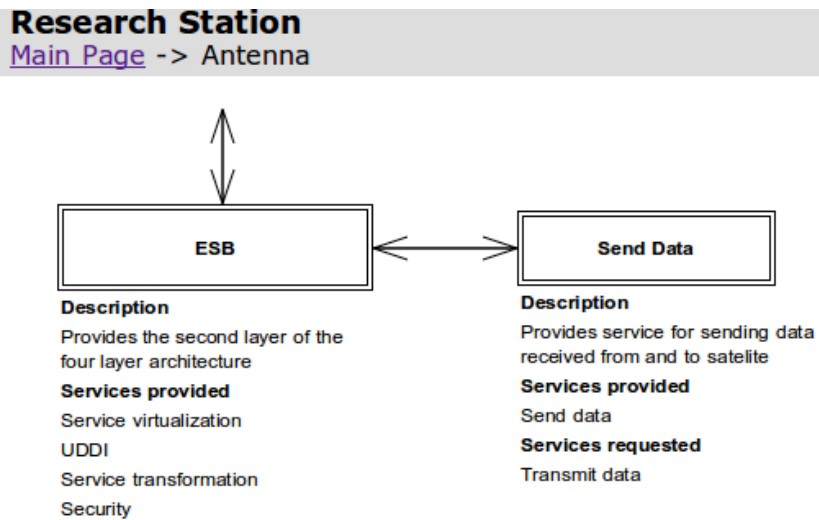 Research Station
Main Page -> Antenna
ESB
Description
Provides the second layer of the
four layer architecture
Services provided
Service virtualization
UDDI
Service transformation
Security
Send Data
Description
Provides service for sending data
received from and to satelite
Services provided
Send data
Services requested
Transmit data